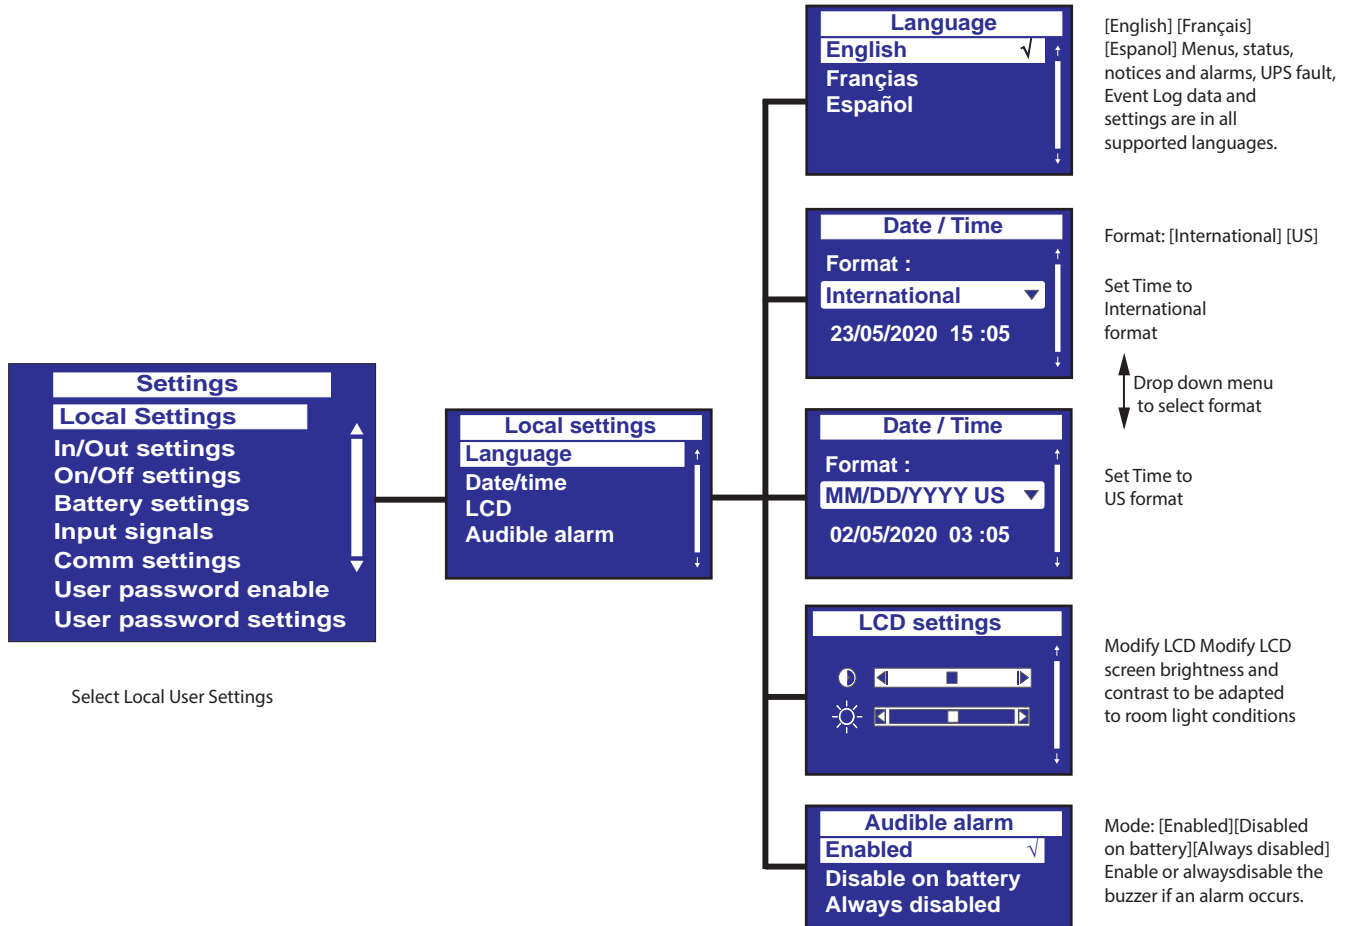 Settings
Local Settings
In/Out settings
On/Off settings
Battery settings
Input signals
Comm settings
User password enable
User password settings
Select Local User Settings
Local settings
Language
Date/time
LCD
Audible alarm
Language
English √
Françias
Español
[English] [Français]
[Espanol] Menus, status,
notices and alarms, UPS fault,
Event Log data and
settings are in all
supported languages.
Date / Time
Format :
International
23/05/2020 15 :05
Format: [International] [US]
Set Time to
International
format
Drop down menu
to select format
Date / Time
Format :
MM/DD/YYYY US
02/05/2020 03 :05
Set Time to
US format
LCD settings
Modify LCD Modify LCD
screen brightness and
contrast to be adapted
to room light conditions
Audible alarm
Enabled √
Disable on battery
Always disabled
Mode: [Enabled][Disabled
on battery][Always disabled]
Enable or alwaysdisable the
buzzer if an alarm occurs.